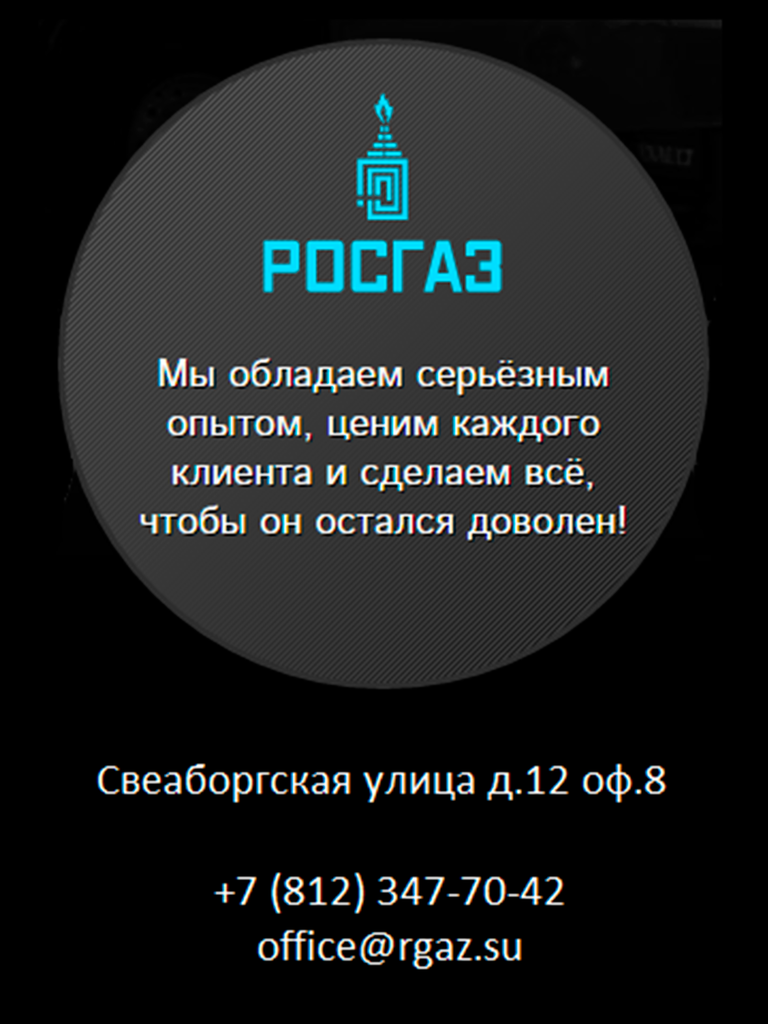 РОСГАЗ
Мы обладаем серьёзным
опытом, ценим каждого
клиента и сделаем всё,
чтобы он остался доволен!
Свеаборгская улица д.12 оф.8
+7 (812) 347-70-42
office@rgaz.su